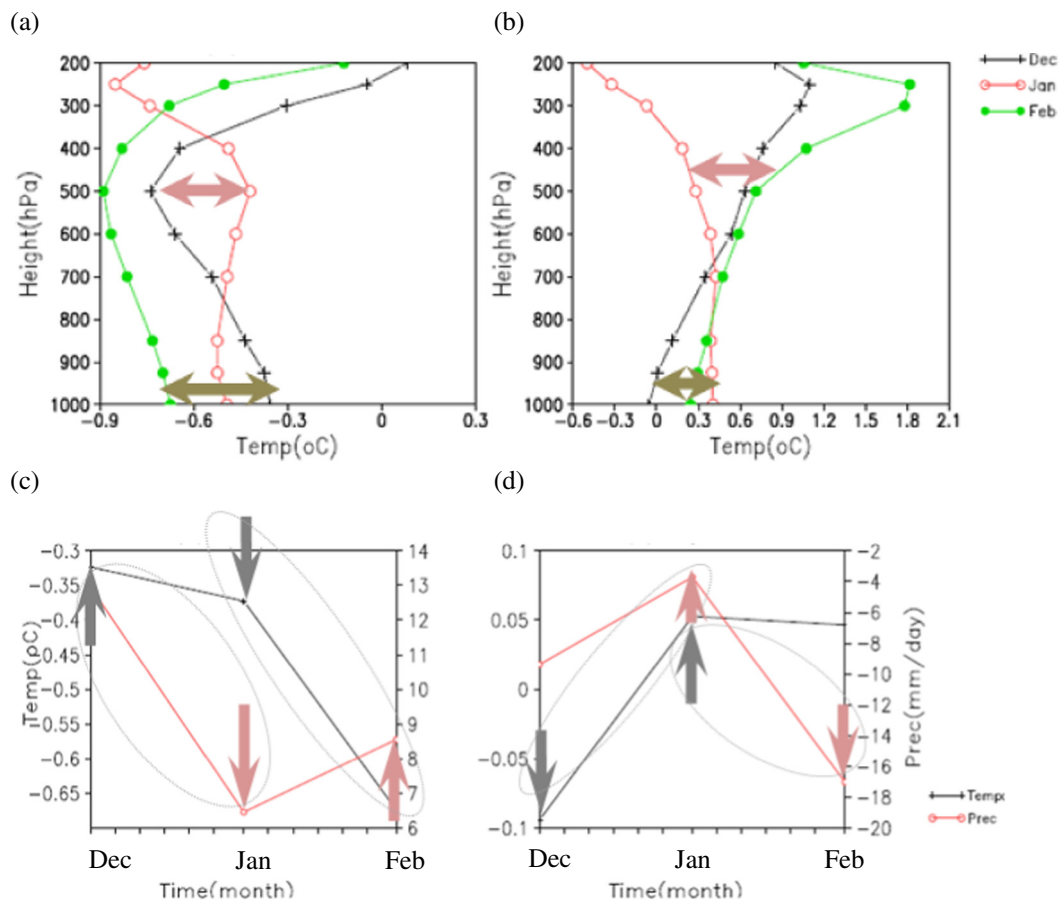 (a)
(b)
200
300
400
500
600
700
800
900
1000
Height(hPa)
−0.9
−0.6
−0.3
0
0.3
Temp(oC)
200
300
400
500
600
700
800
900
1000
Height(hPa)
−0.6
−0.3
0
0.3
0.6
0.9
1.2
1.5
1.8
2.1
Temp(oC)
Dec
Jan
Feb
(c)
(d)
−0.3
−0.35
−0.4
−0.45
−0.5
−0.55
−0.6
−0.65
Temp(oC)
14
13
12
11
10
9
8
7
6
Dec
Jan
Feb
Time(month)
0.1
0.05
0
−0.05
−0.1
−2
−4
−6
−8
−10
−12
−14
−16
−18
−20
Prec(mm/day)
Dec
Jan
Feb
Time(month)
Tempx
Prec